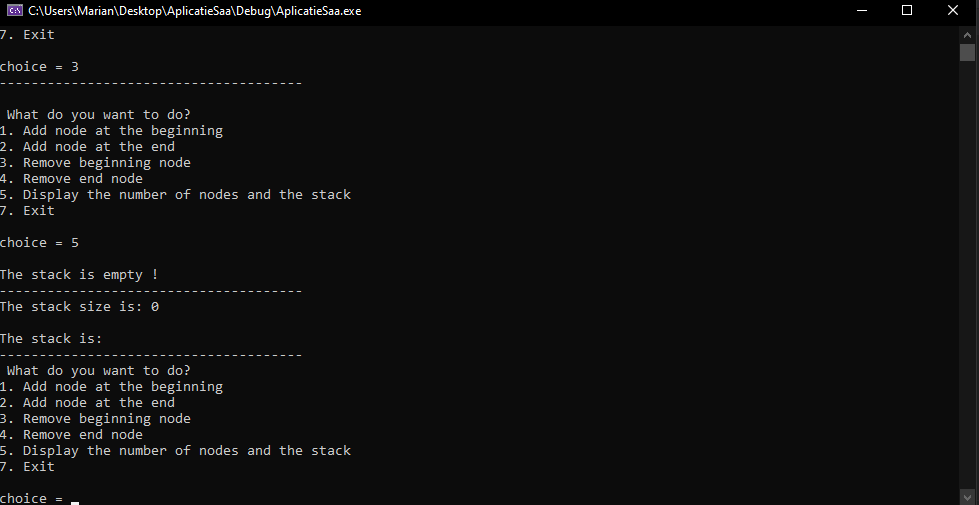 C:\Users\Marian\Desktop\AplicatieSaa\Debug\AplicatieSaa.exe
7. Exit
choice = 3
--------------------------------------
What do you want to do?
1. Add node at the beginning
2. Add node at the end
3. Remove beginning node
4. Remove end node
5. Display the number of nodes and the stack
7. Exit
choice = 5
The stack is empty !
--------------------------------------
The stack size is: 0
The stack is:
--------------------------------------
What do you want to do?
1. Add node at the beginning
2. Add node at the end
3. Remove beginning node
4. Remove end node
5. Display the number of nodes and the stack
7. Exit
choice =